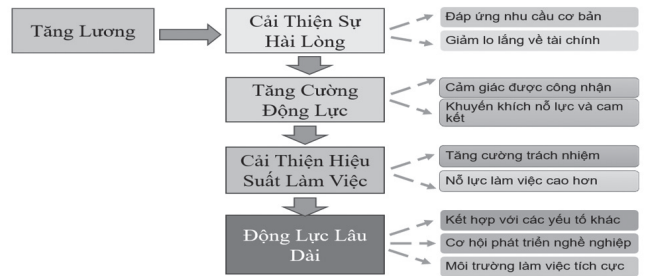 Tăng Lương
Cải Thiện Sự
Hài Lòng
Đáp ứng nhu cầu cơ bản
Giảm lo lắng về tài chính
Tăng Cường
Động Lực
Cảm giác được công nhận
Khuyến khích nỗ lực và cam
kết
Cải Thiện Hiệu
Suất Làm Việc
Tăng cường trách nhiệm
Nỗ lực làm việc cao hơn
Động Lực Lâu
Dài
Kết hợp với các yếu tố khác
Cơ hội phát triển nghề nghiệp
Môi trường làm việc tích cực